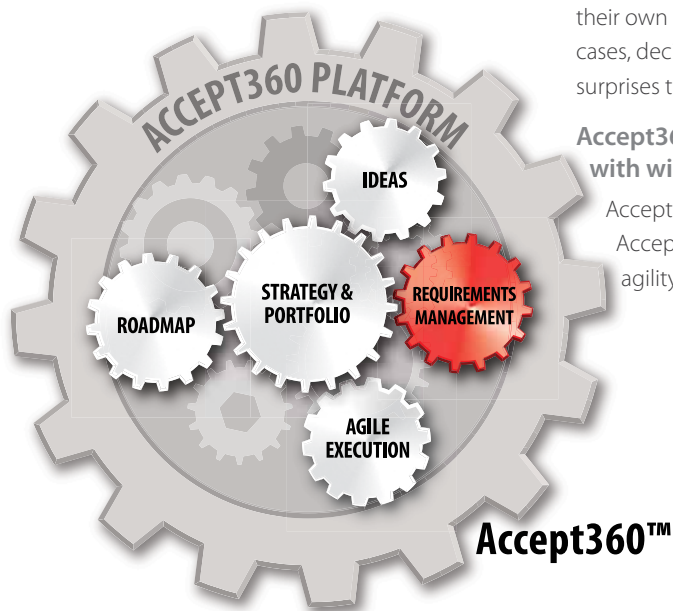 their own
cases, dec
surprises t
Accept36
with wi
Accept
Accep
agility
ACCEPT360 PLATFORM
IDEAS
STRATEGY &
PORTFOLIO
REQUIREMENTS
MANAGEMENT
ROADMAP
AGILE
EXECUTION
Accept360™